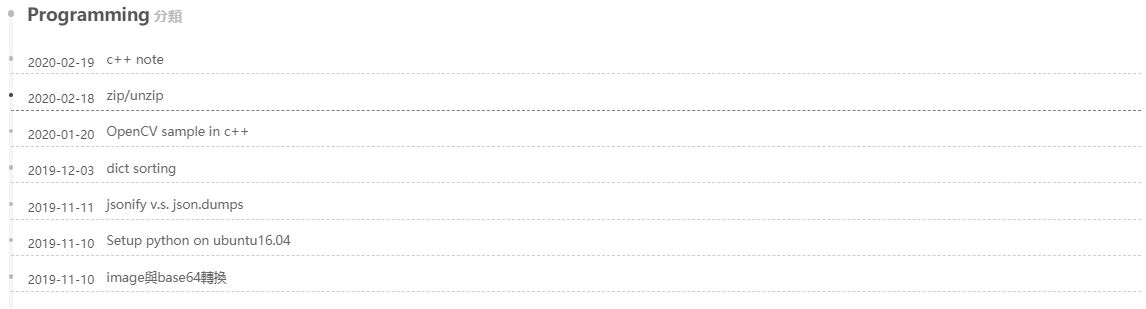 Programming 分類
2020-02-19 c++ note
2020-02-18 zip/unzip
2020-01-20 OpenCV sample in c++
2019-12-03 dict sorting
2019-11-11 jsonify v.s. json.dumps
2019-11-10 Setup python on ubuntu16.04
2019-11-10 image與base64轉換